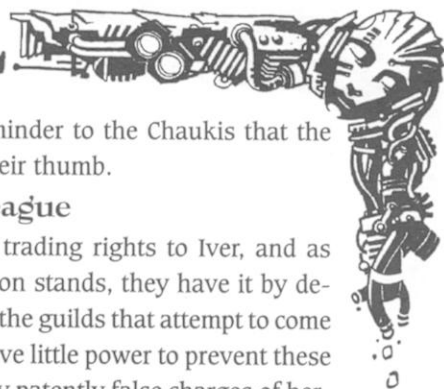 minder to the Chaukis that the
eir thumb.
ague
trading rights to Iver, and as
on stands, they have it by de-
the guilds that attempt to come
ve little power to prevent these
patently false charges of her-